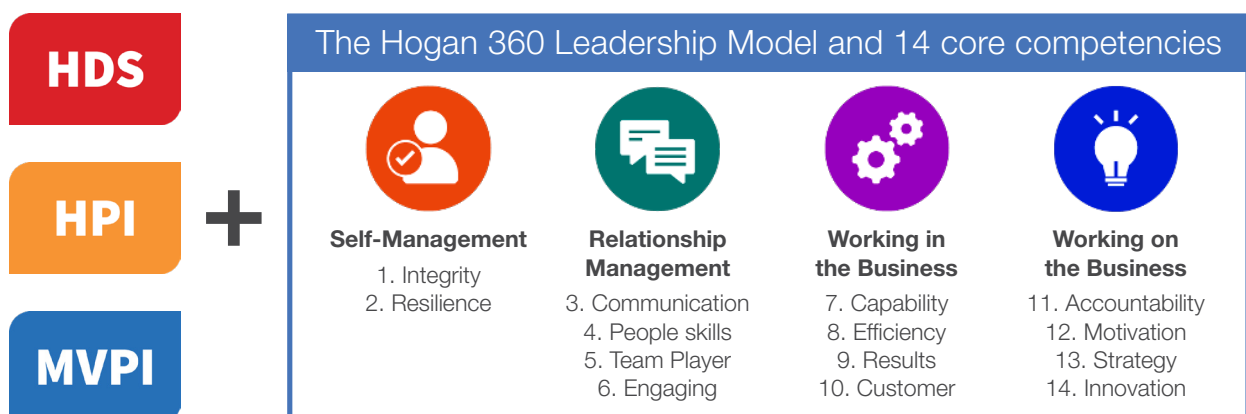 HDS
HPI
MVPI
+
The Hogan 360 Leadership Model and 14 core competencies
Self-Management
1. Integrity
2. Resilience
Relationship
Management
3. Communication
4. People skills
5. Team Player
6. Engaging
Working in
the Business
7. Capability
8. Efficiency
9. Results
10. Customer
Working on
the Business
11. Accountability
12. Motivation
13. Strategy
14. Innovation